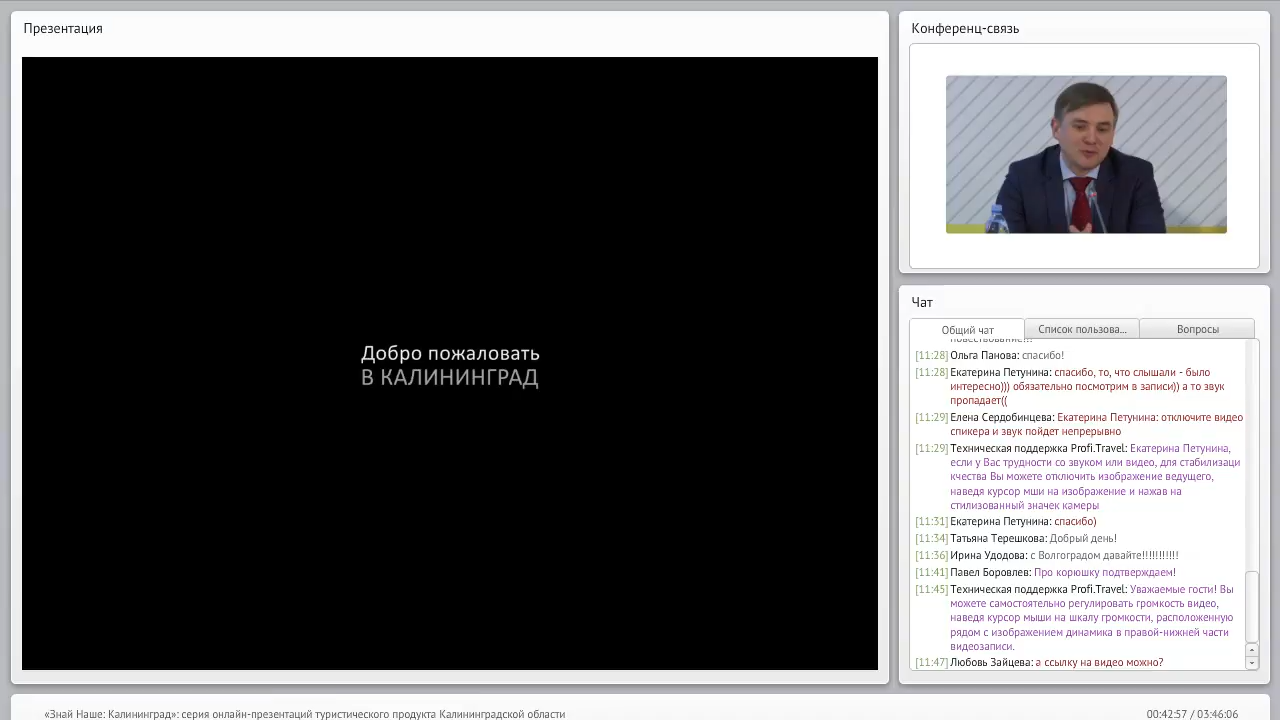 Презентация
Добро пожаловать
В КАЛИНИНГРАД
Конференц-связь
Чат
Общий чат
Список пользова...
Вопросы
повествование!!!
[11:28] Ольга Панова: спасибо!
[11:28] Екатерина Петунина: спасибо, то, что слышали - было
интересно))) обязательно посмотрим в записи)) а то звук
пропадает((
[11:29] Елена Сердобинцева: Екатерина Петунина: отключите видео
спикера и звук пойдет непрерывно
[11:29] Техническая поддержка Profi.Travel: Екатерина Петунина,
если у Вас трудности со звуком или видео, для стабилизаци
кчества Вы можете отключить изображение ведущего,
наведя курсор мши на изображение и нажав на
стилизованный значек камеры
[11:31] Екатерина Петунина: спасибо)
[11:34] Татьяна Терешкова: Добрый день!
[11:36] Ирина Удодова: с Волгоградом давайте!!!!!!!!!!!
[11:41] Павел Боровлев: Про корюшку подтверждаем!
[11:45] Техническая поддержка Profi.Travel: Уважаемые гости! Вы
можете самостоятельно регулировать громкость видео,
наведя курсор мыши на шкалу громкости, расположенную
рядом с изображением динамика в правой-нижней части
видеозаписи.
[11:47] Любовь Зайцева: а ссылку на видео можно?
«Знай Наше: Калининград»: серия онлайн-презентаций туристического продукта Калининградской области
00:42:57 / 03:46:06